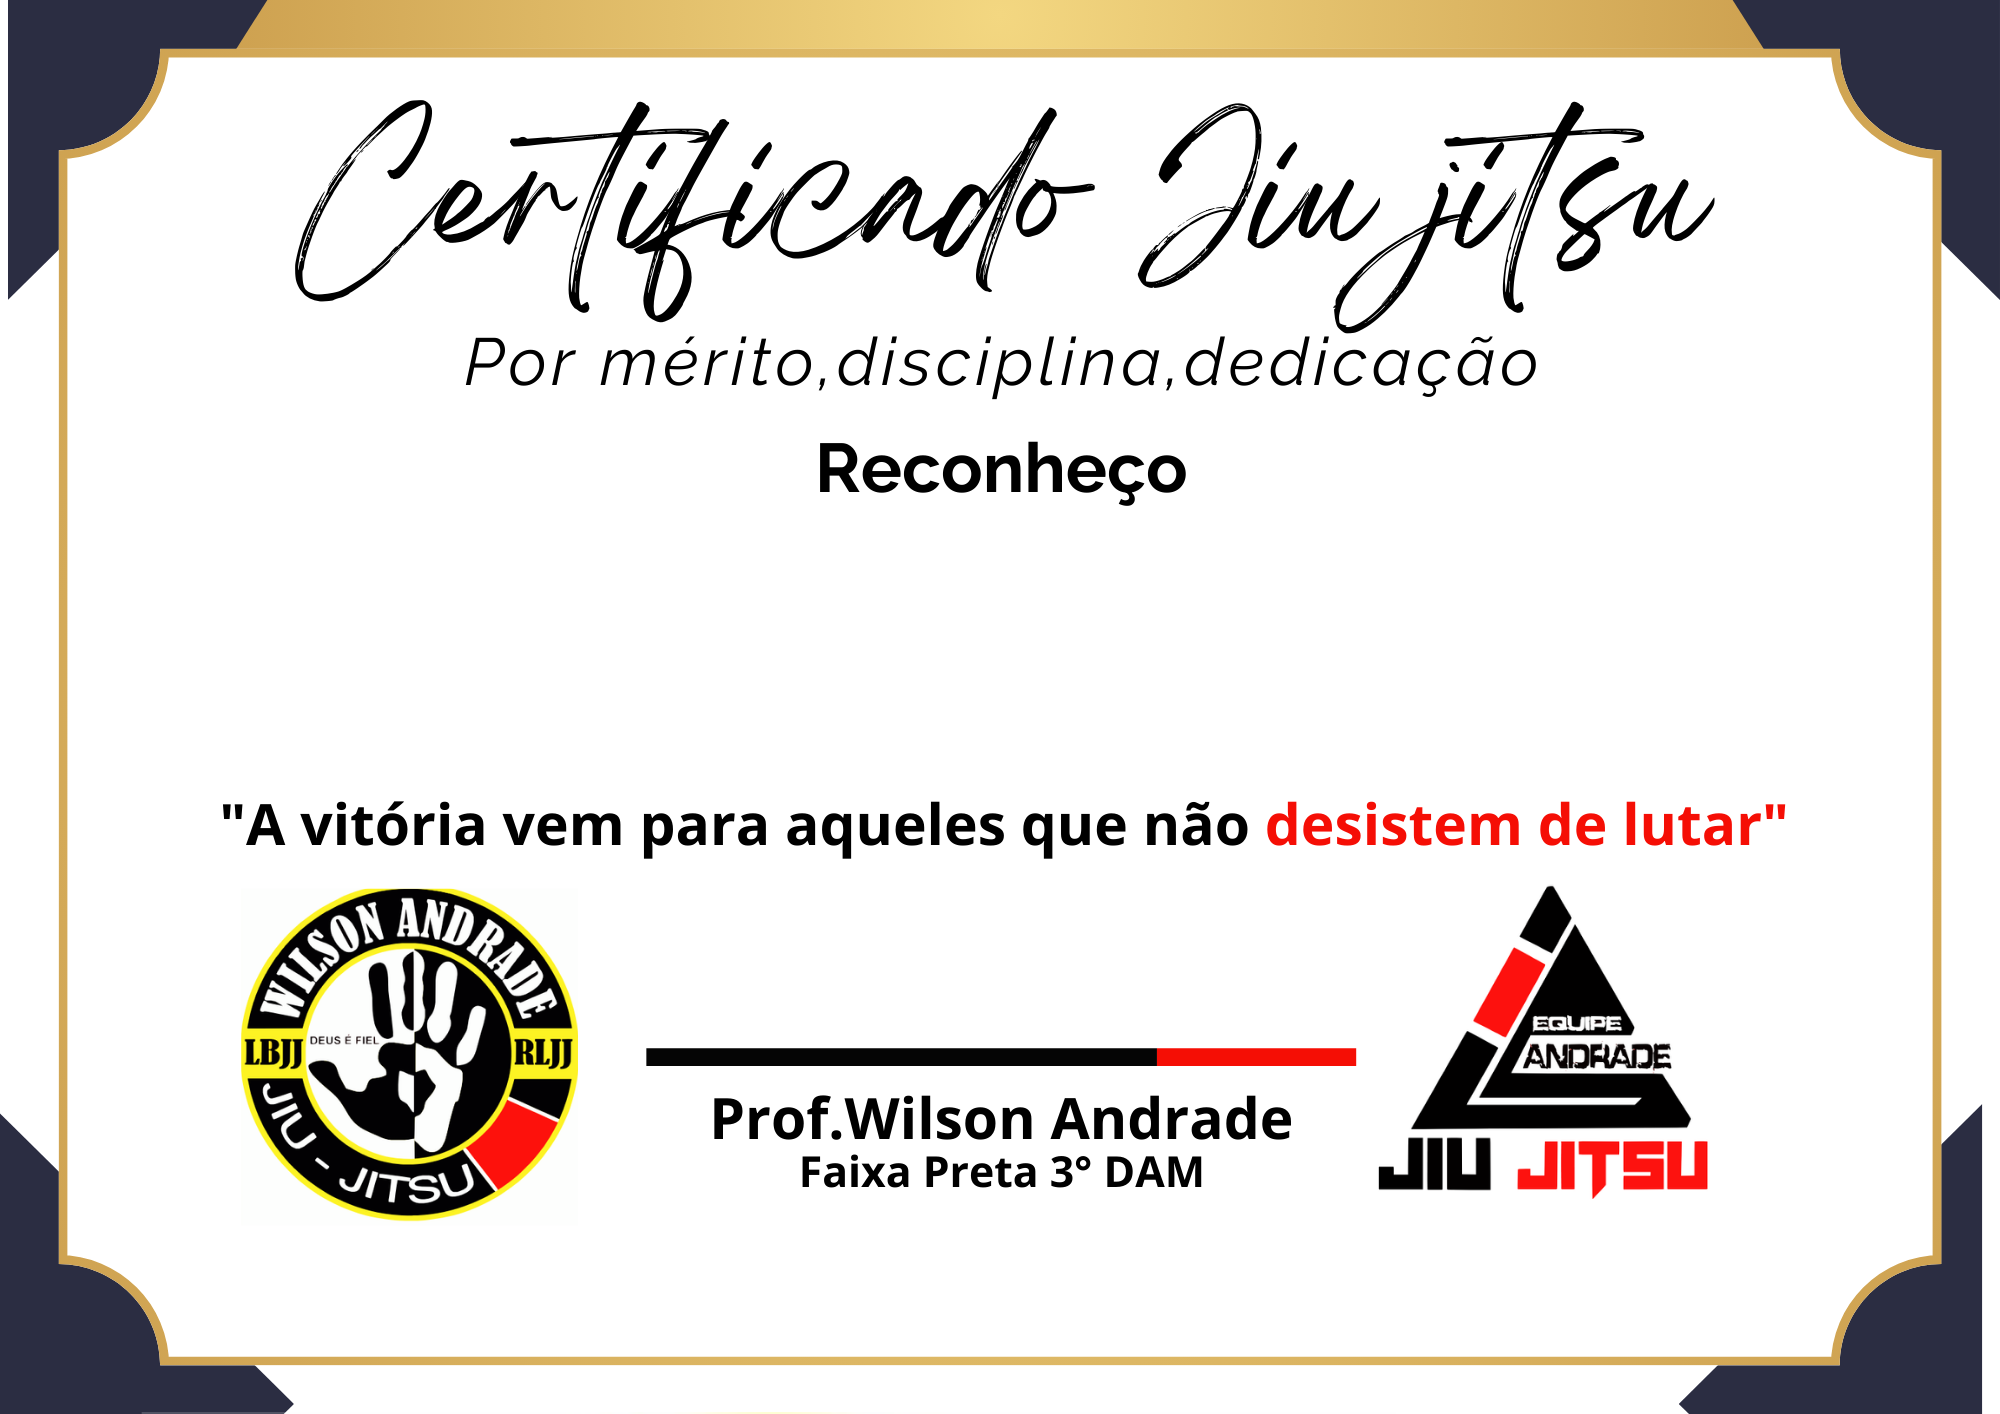 Certificado Jiu jitsu
Por mérito,disciplina,dedicação
Reconheço
"A vitória vem para aqueles que não desistem de lutar"
WILSON ANDRADE
LBJJ
DEUS É FIEL
RLJJ
JIU - JITSU
Prof.Wilson Andrade
Faixa Preta 3° DAM
EQUIPE
ANDRADE
JIU JITSU